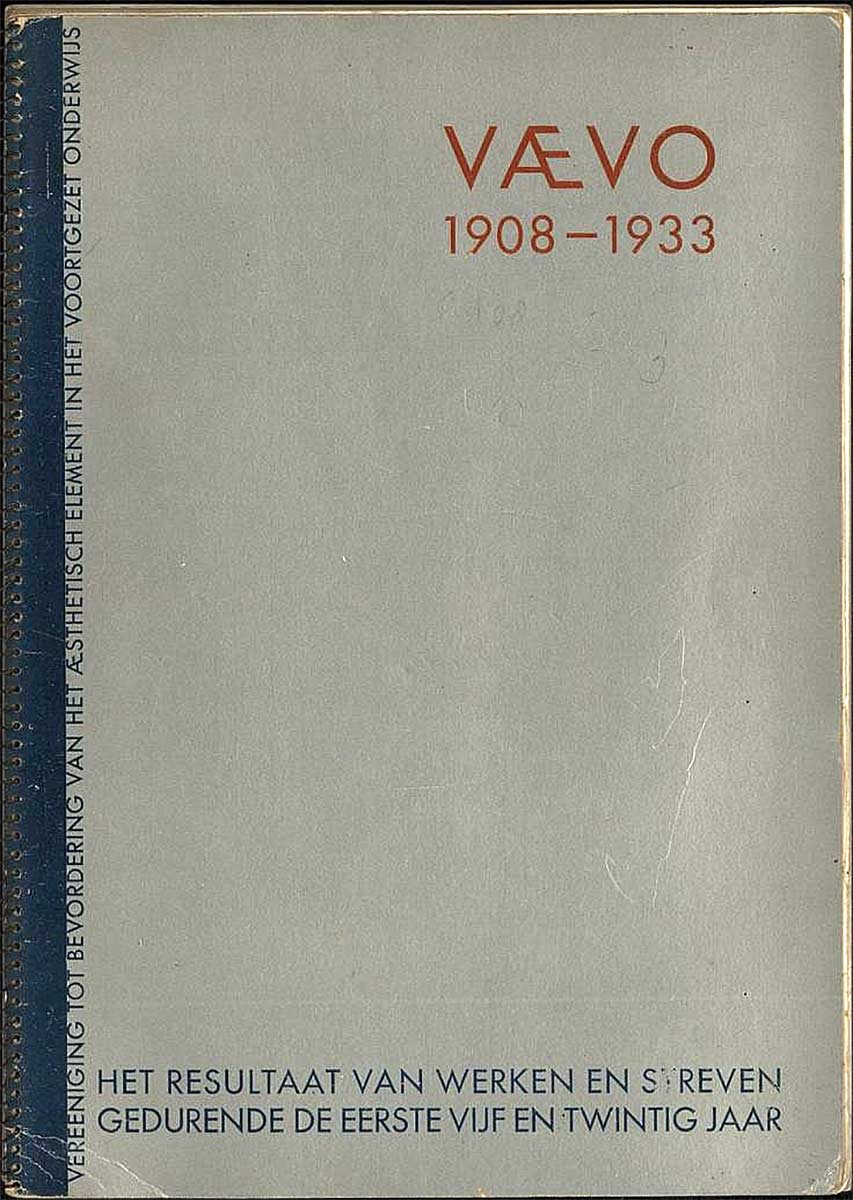 VÆVO
1908–1933
VEREENIGING TOT BEVORDERING VAN HET ÆSTHETISCH ELEMENT IN HET VOORTGEZET ONDERWIJS
HET RESULTAAT VAN WERKEN EN STREVEN
GEDURENDE DE EERSTE VIJF EN TWINTIG JAAR